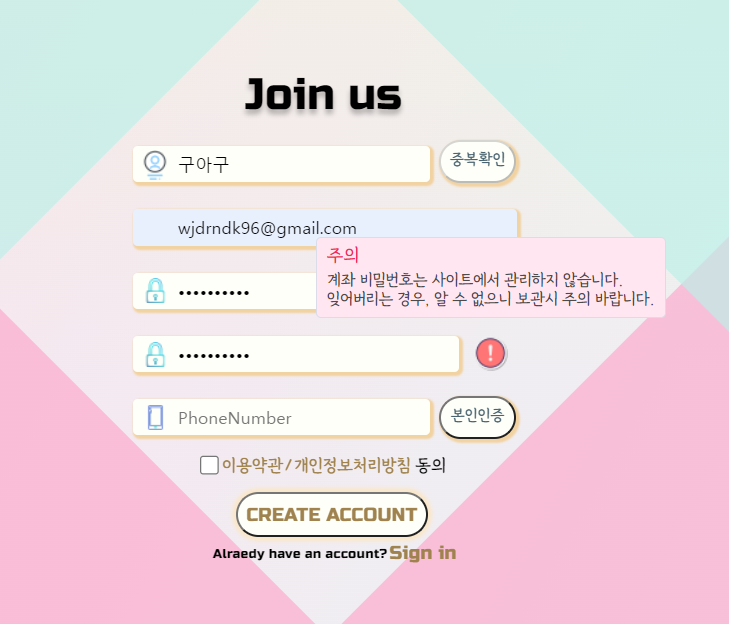 Join us
구아구
중복확인
wjdrndk96@gmail.com
주의
계좌 비밀번호는 사이트에서 관리하지 않습니다.
잊어버리는 경우, 알 수 없으니 보관시 주의 바랍니다.
••••••••••
••••••••••
!
PhoneNumber
본인인증
이용약관/개인정보처리방침 동의
CREATE ACCOUNT
Alraedy have an account? Sign in